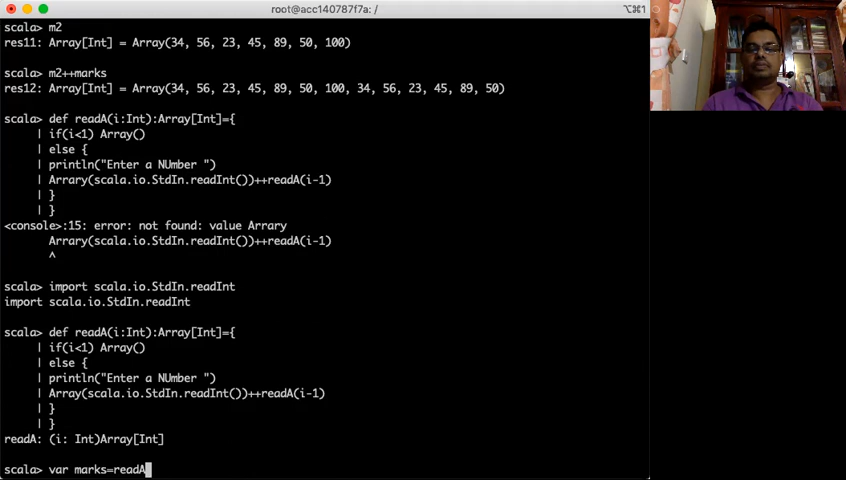 root@acc140787f7a: /
⌥⌘1
scala> m2
res11: Array[Int] = Array(34, 56, 23, 45, 89, 50, 100)
scala> m2++marks
res12: Array[Int] = Array(34, 56, 23, 45, 89, 50, 100, 34, 56, 23, 45, 89, 50)
scala> def readA(i:Int):Array[Int]={
| if(i<1) Array()
| else {
| println("Enter a NUmber ")
| Arrary(scala.io.StdIn.readInt())++readA(i-1)
| }
| }
<console>:15: error: not found: value Arrary
Arrary(scala.io.StdIn.readInt())++readA(i-1)
^
scala> import scala.io.StdIn.readInt
import scala.io.StdIn.readInt
scala> def readA(i:Int):Array[Int]={
| if(i<1) Array()
| else {
| println("Enter a NUmber ")
| Array(scala.io.StdIn.readInt())++readA(i-1)
| }
| }
readA: (i: Int)Array[Int]
scala> var marks=readA